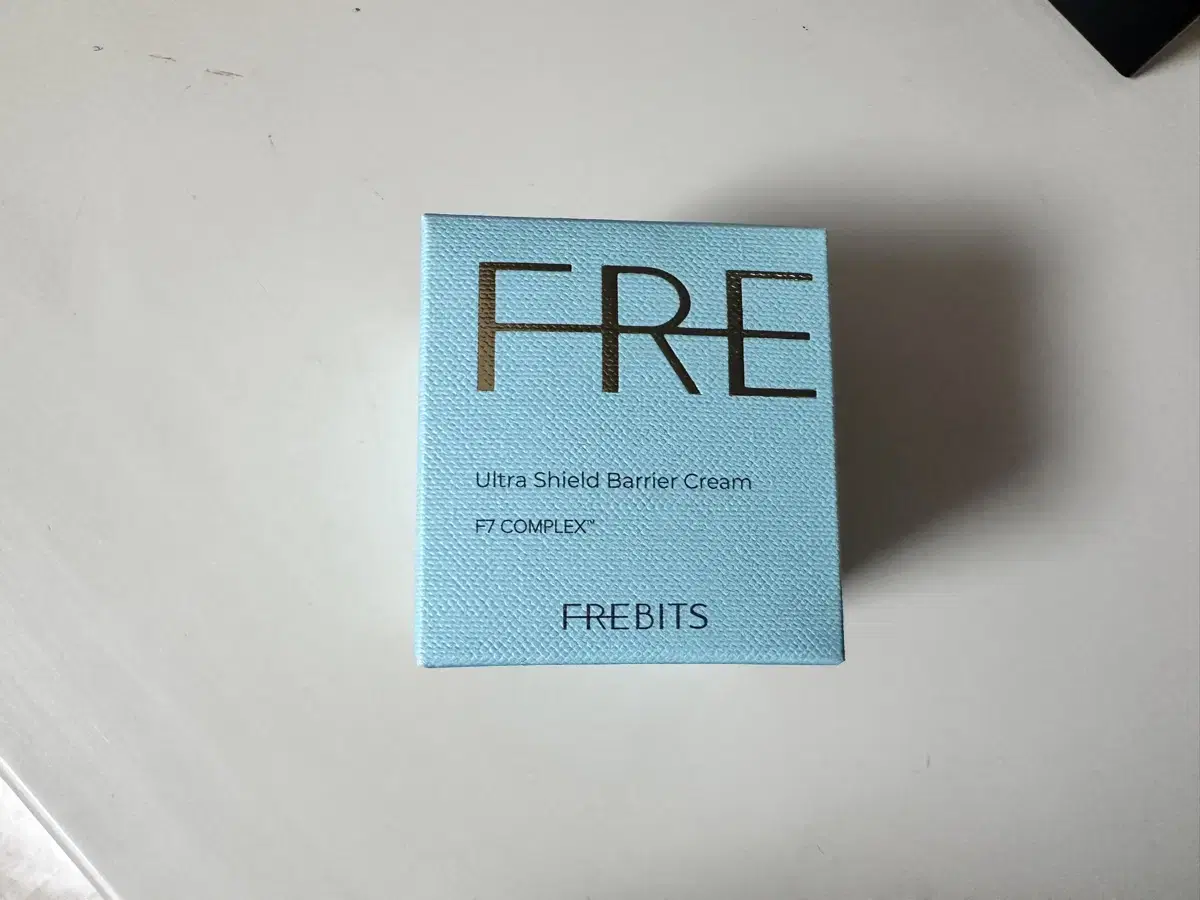 FRE
Ultra Shield Barrier Cream
F7 COMPLEX™
FREBITS